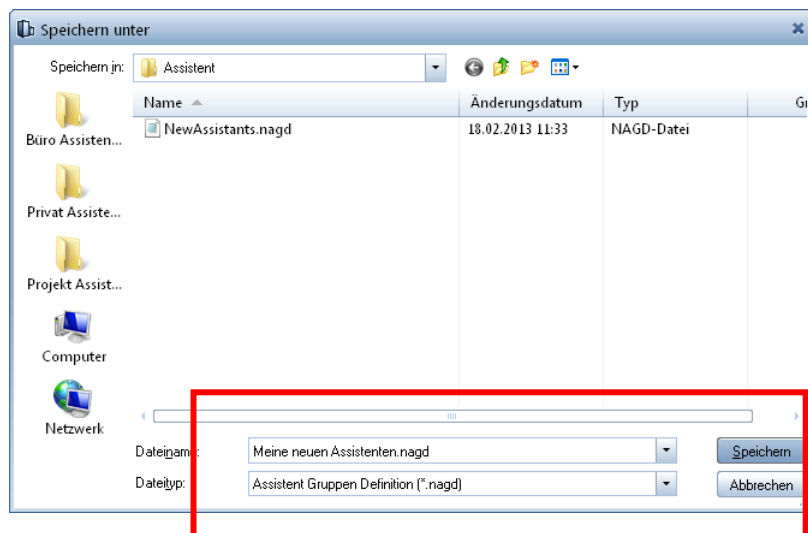 Speichern unter
Speichern in: Assistent
Name Änderungsdatum Typ
NewAssistants.nagd 18.02.2013 11:33 NAGD-Datei
Büro Assisten...
Privat Assiste...
Projekt Assist...
Computer
Netzwerk
Dateiname: Meine neuen Assistenten.nagd Speichern
Dateityp: Assistent Gruppen Definition (*.nagd) Abbrechen